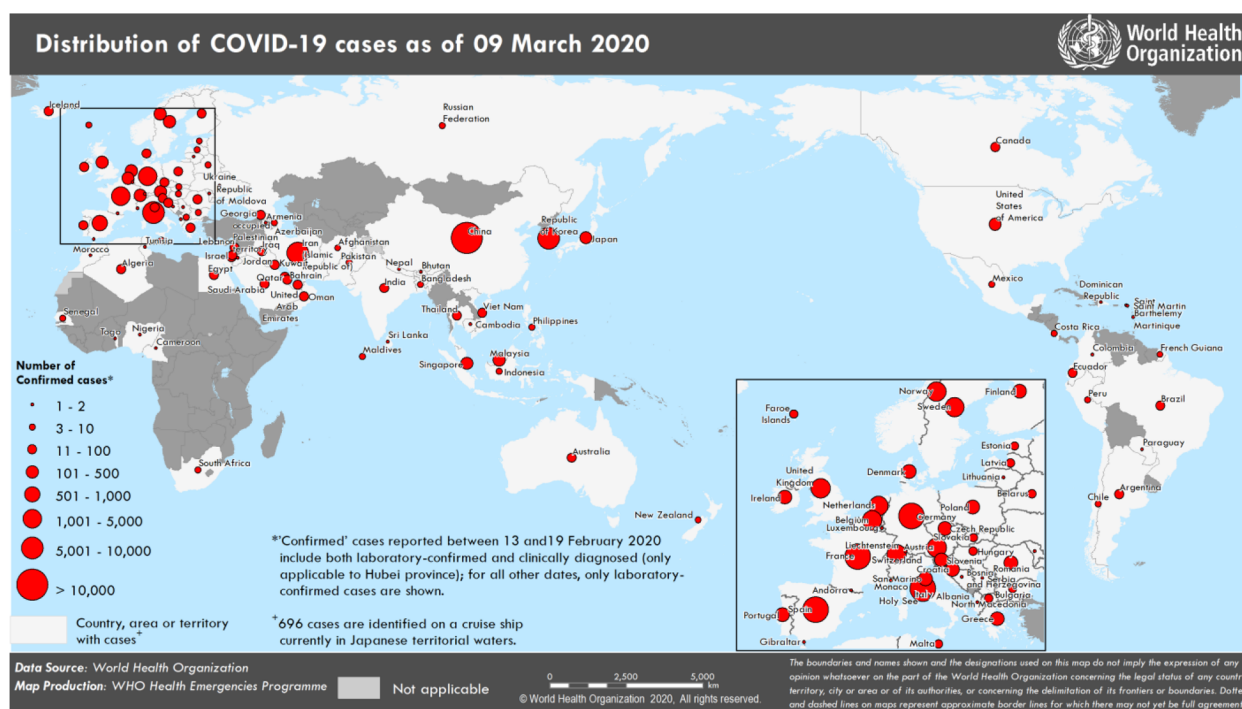 Distribution of COVID-19 cases as of 09 March 2020
World Health
Organization
Iceland
Russian
Federation
Canada
United
States
of America
Ukraine
Republic
of Moldova
Georgia
Armenia
Azerbaijan
occupied
Palestinian
territory
Lebanon
Israel
Iraq
Iran
(Islamic
Republic of)
Jordan
Kuwait
Afghanistan
Pakistan
China
Republic
of Korea
Japan
Morocco
Tunisia
Algeria
Egypt
Qatar
Bahrain
Saudi Arabia
United
Arab
Emirates
Oman
Nepal
Bhutan
Bangladesh
India
Thailand
Viet Nam
Cambodia
Philippines
Sri Lanka
Maldives
Malaysia
Singapore
Indonesia
Senegal
Togo
Nigeria
Cameroon
South Africa
Australia
New Zealand
Mexico
Dominican
Republic
Saint
Saint Martin
Barthelemy
Martinique
Costa Rica
Colombia
French Guiana
Ecuador
Peru
Brazil
Paraguay
Chile
Argentina
Number of
Confirmed cases*
1 - 2
3 - 10
11 - 100
101 - 500
501 - 1,000
1,001 - 5,000
5,001 - 10,000
> 10,000
Country, area or territory
with cases+
*'Confirmed' cases reported between 13 and19 February 2020
include both laboratory-confirmed and clinically diagnosed (only
applicable to Hubei province); for all other dates, only laboratory-
confirmed cases are shown.
+696 cases are identified on a cruise ship
currently in Japanese territorial waters.
Norway
Sweden
Finland
Faroe
Islands
Estonia
Latvia
Lithuania
Denmark
United
Kingdom
Ireland
Belarus
Netherlands
Belgium
Luxembourg
Germany
Poland
Czech Republic
Slovakia
Liechtenstein
Austria
Hungary
France
Switzerland
Slovenia
Croatia
Romania
San Marino
Monaco
Bosnia
and Herzegovina
Serbia
Andorra
Italy
Albania
Bulgaria
Holy See
North Macedonia
Portugal
Spain
Greece
Gibraltar
Malta
Data Source: World Health Organization
Map Production: WHO Health Emergencies Programme
Not applicable
0 2,500 5,000
km
© World Health Organization 2020, All rights reserved.
The boundaries and names shown and the designations used on this map do not imply the expression of any
opinion whatsoever on the part of the World Health Organization concerning the legal status of any
territory, city or area or of its authorities, or concerning the delimitation of its frontiers or boundaries.
and dashed lines on maps represent approximate border lines for which there may not yet be full